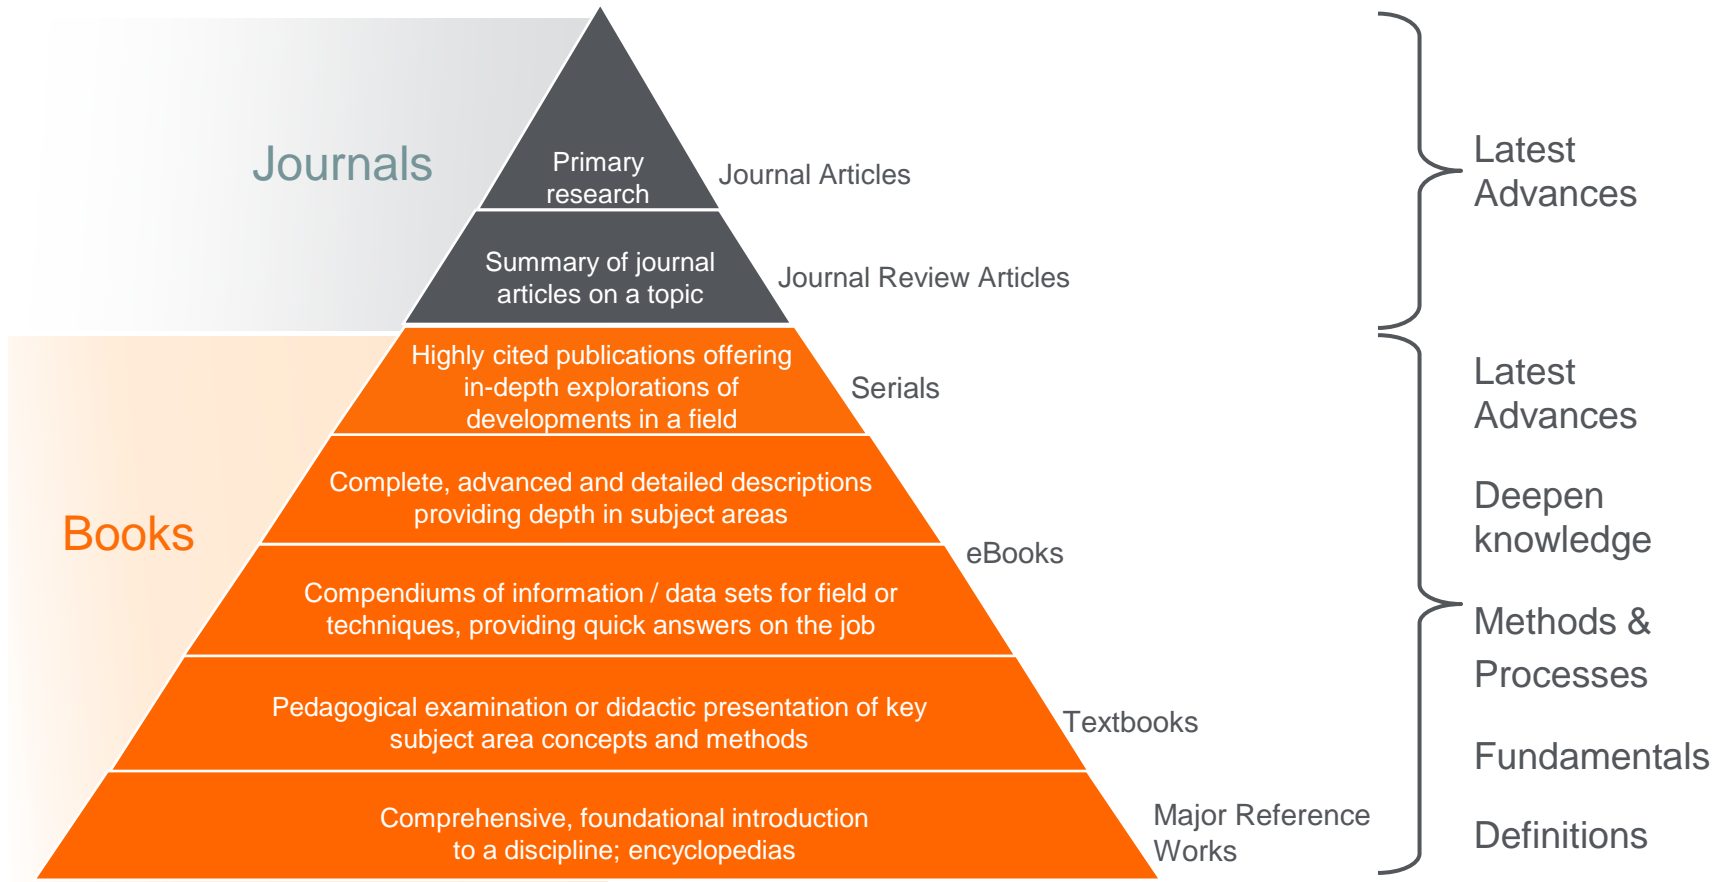 Journals
Primary
research
Journal Articles
Latest
Advances
Summary of journal
articles on a topic
Journal Review Articles
Books
Highly cited publications offering
in-depth explorations of
developments in a field
Serials
Latest
Advances
Complete, advanced and detailed descriptions
providing depth in subject areas
Deepen
knowledge
eBooks
Compendiums of information / data sets for field or
techniques, providing quick answers on the job
Methods &
Processes
Pedagogical examination or didactic presentation of key
subject area concepts and methods
Textbooks
Fundamentals
Comprehensive, foundational introduction
to a discipline; encyclopedias
Major Reference
Works
Definitions